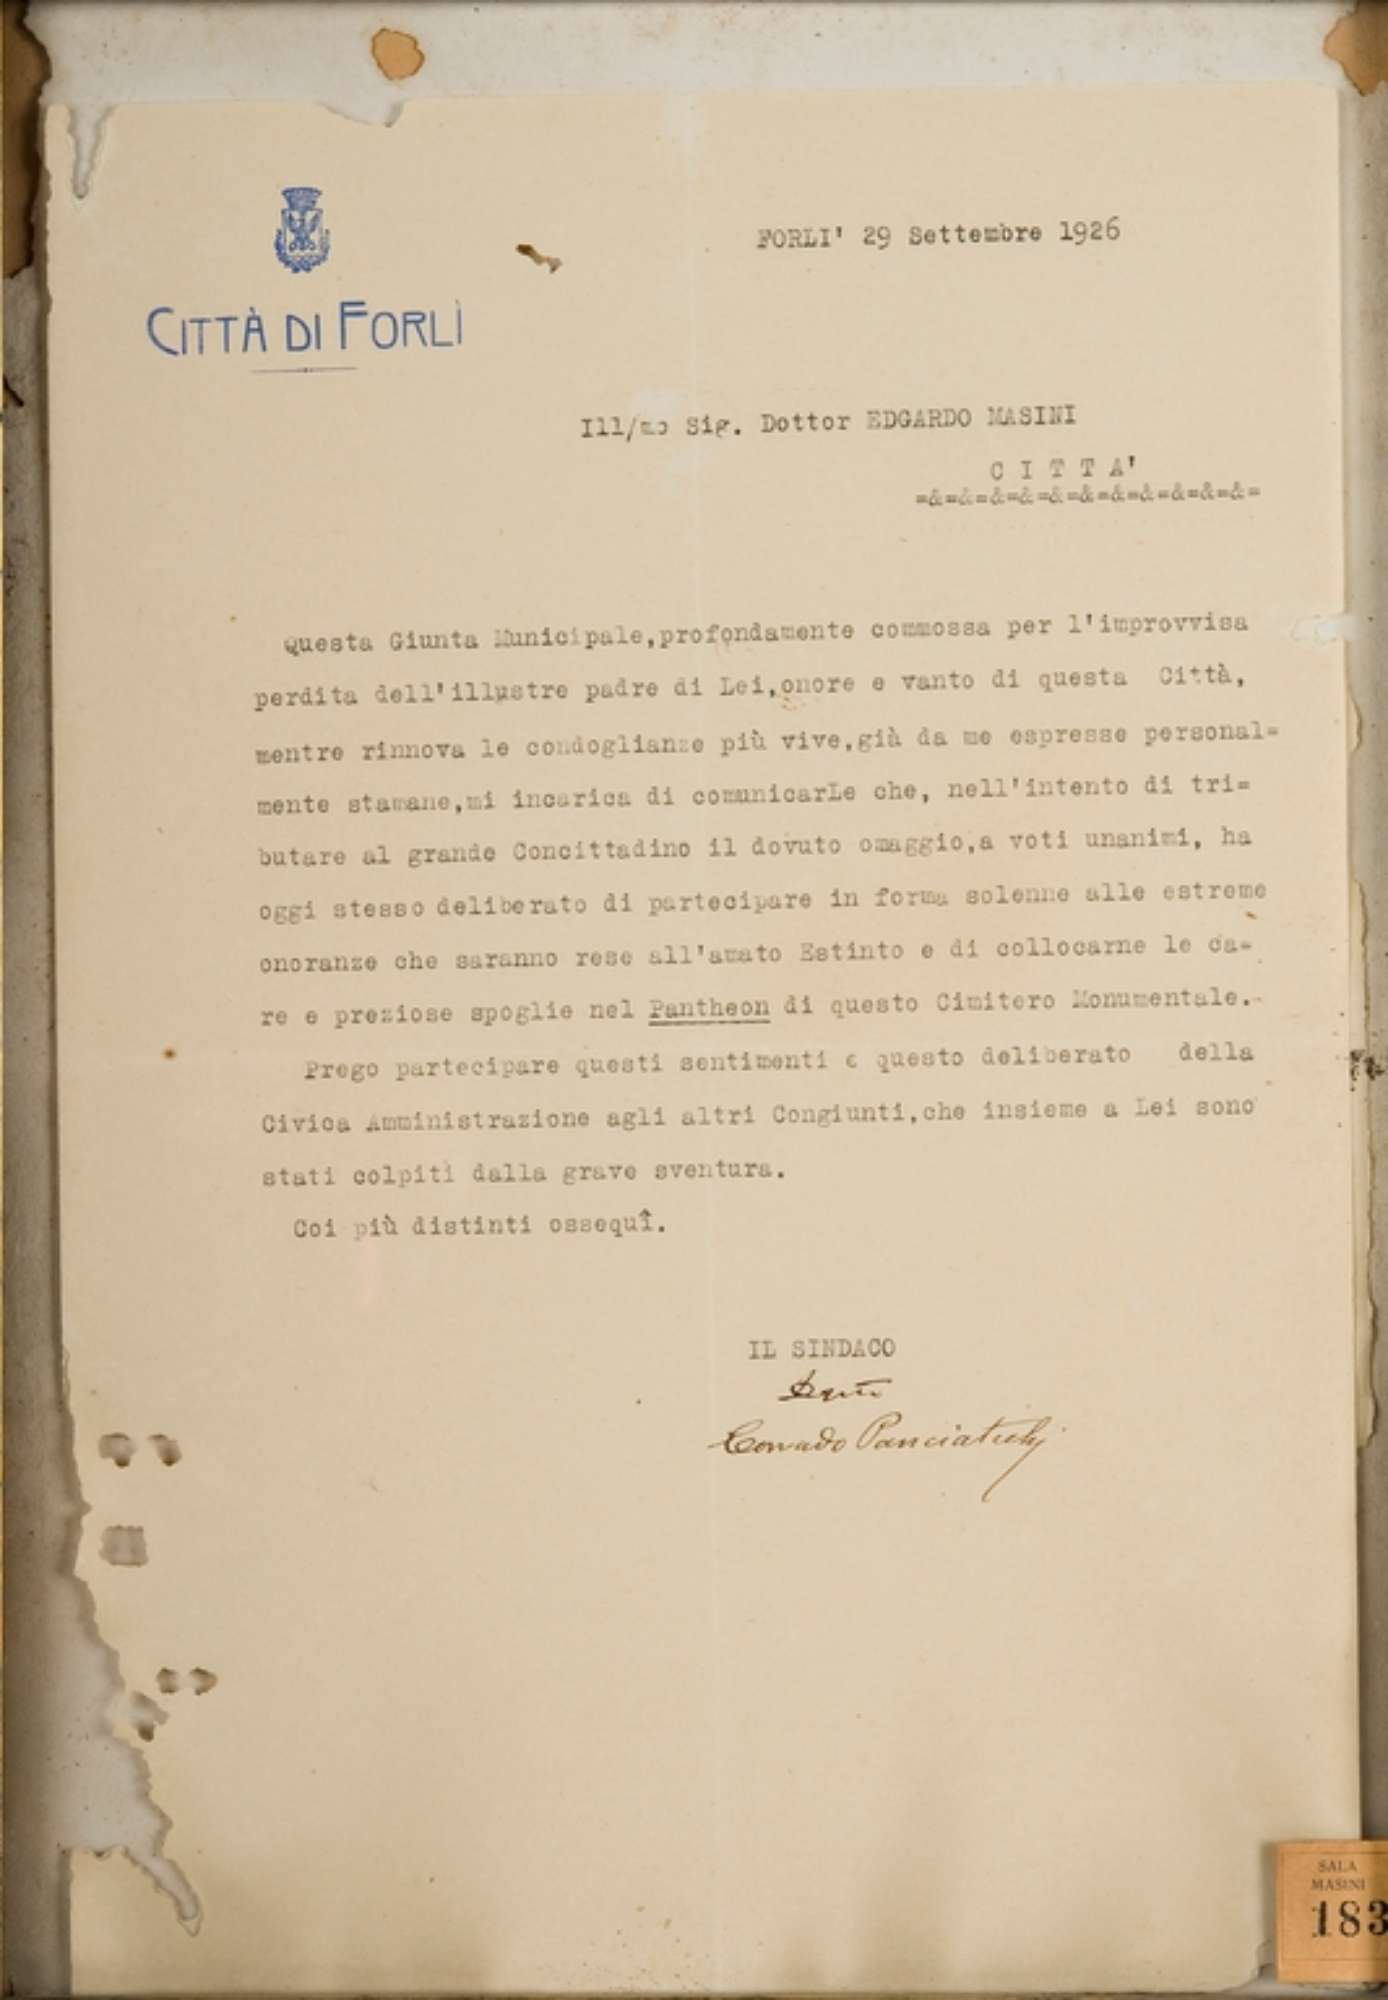 CITTÀ DI FORLÌ
FORLI' 29 Settembre 1926
Ill/mo Sig. Dottor EDGARDO MASINI
C I T T A'
=&=&=&=&=&=&=&=&=&=&=&=
Questa Giunta Municipale,profondamente commossa per l'improvvisa
perdita dell'illustre padre di Lei,onore e vanto di questa Città,
mentre rinnova le condoglianze più vive,già da me espresse personal=
mente stamane,mi incarica di comunicarLe che, nell'intento di tri=
butare al grande Concittadino il dovuto omaggio,a voti unanimi, ha
oggi stesso deliberato di partecipare in forma solenne alle estreme
onoranze che saranno rese all'amato Estinto e di collocarne le ca=
re e preziose spoglie nel Pantheon di questo Cimitero Monumentale.-
Prego partecipare questi sentimenti e questo deliberato della
Civica Amministrazione agli altri Congiunti,che insieme a Lei sono
stati colpiti dalla grave sventura.
Coi più distinti ossequî.
IL SINDACO
Corrado Panciatichi
SALA
MASINI
183